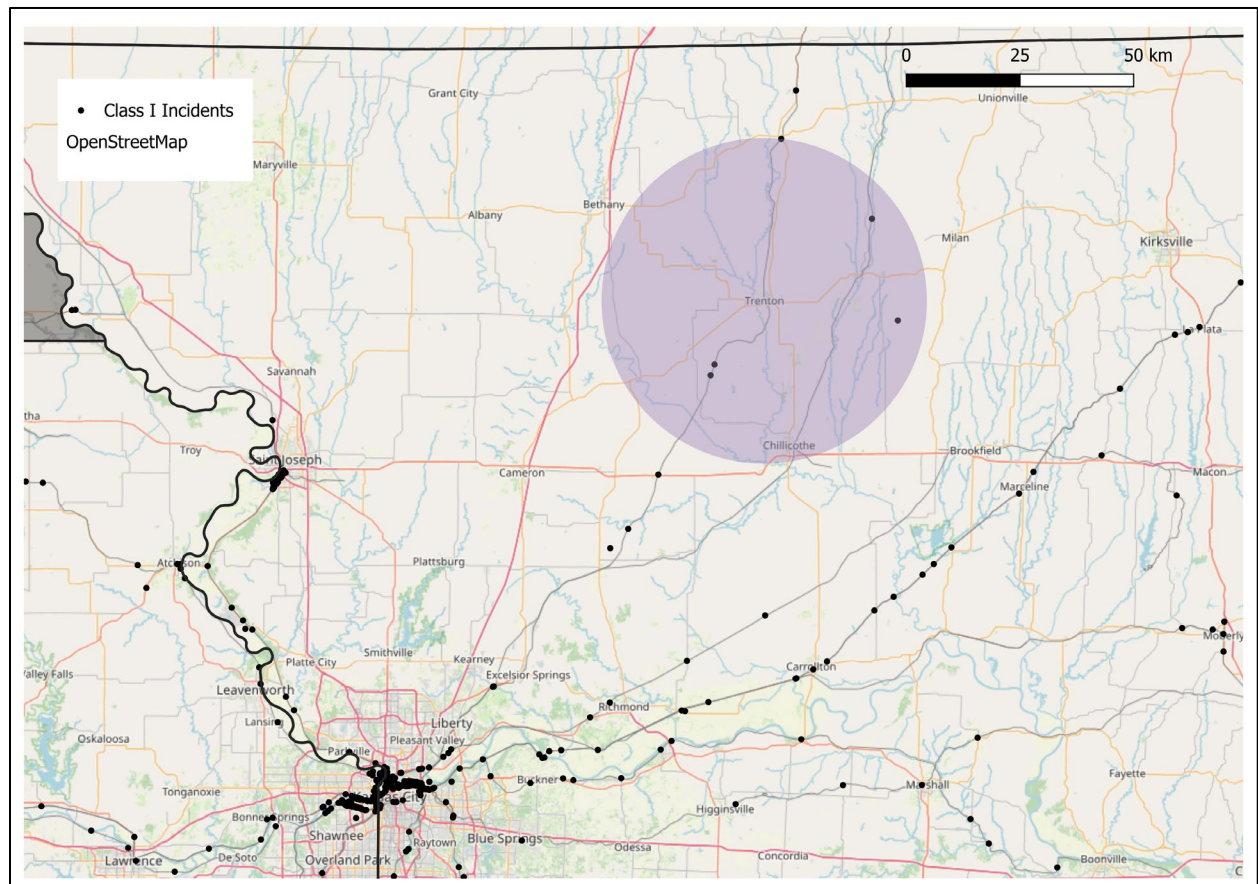 0 25 50 km
Class I Incidents
OpenStreetMap
Grant City
Unionville
Maryville
Bethany
Albany
Milan
Kirksville
Trenton
La Plata
Savannah
Troy
Chillicothe
Saint Joseph
Cameron
Brookfield
Macon
Marceline
Atchison
Plattsburg
Moberly
Smithville
Kearney
Platte City
Carrollton
Valley Falls
Excelsior Springs
Leavenworth
Richmond
Lansing
Liberty
Oskaloosa
Pleasant Valley
Parkville
Fayette
Tonganoxie
Buckner
Marshall
Higginsville
Bonner Springs
Shawnee
Raytown
Blue Springs
Odessa
Lawrence
De Soto
Overland Park
Concordia
Boonville